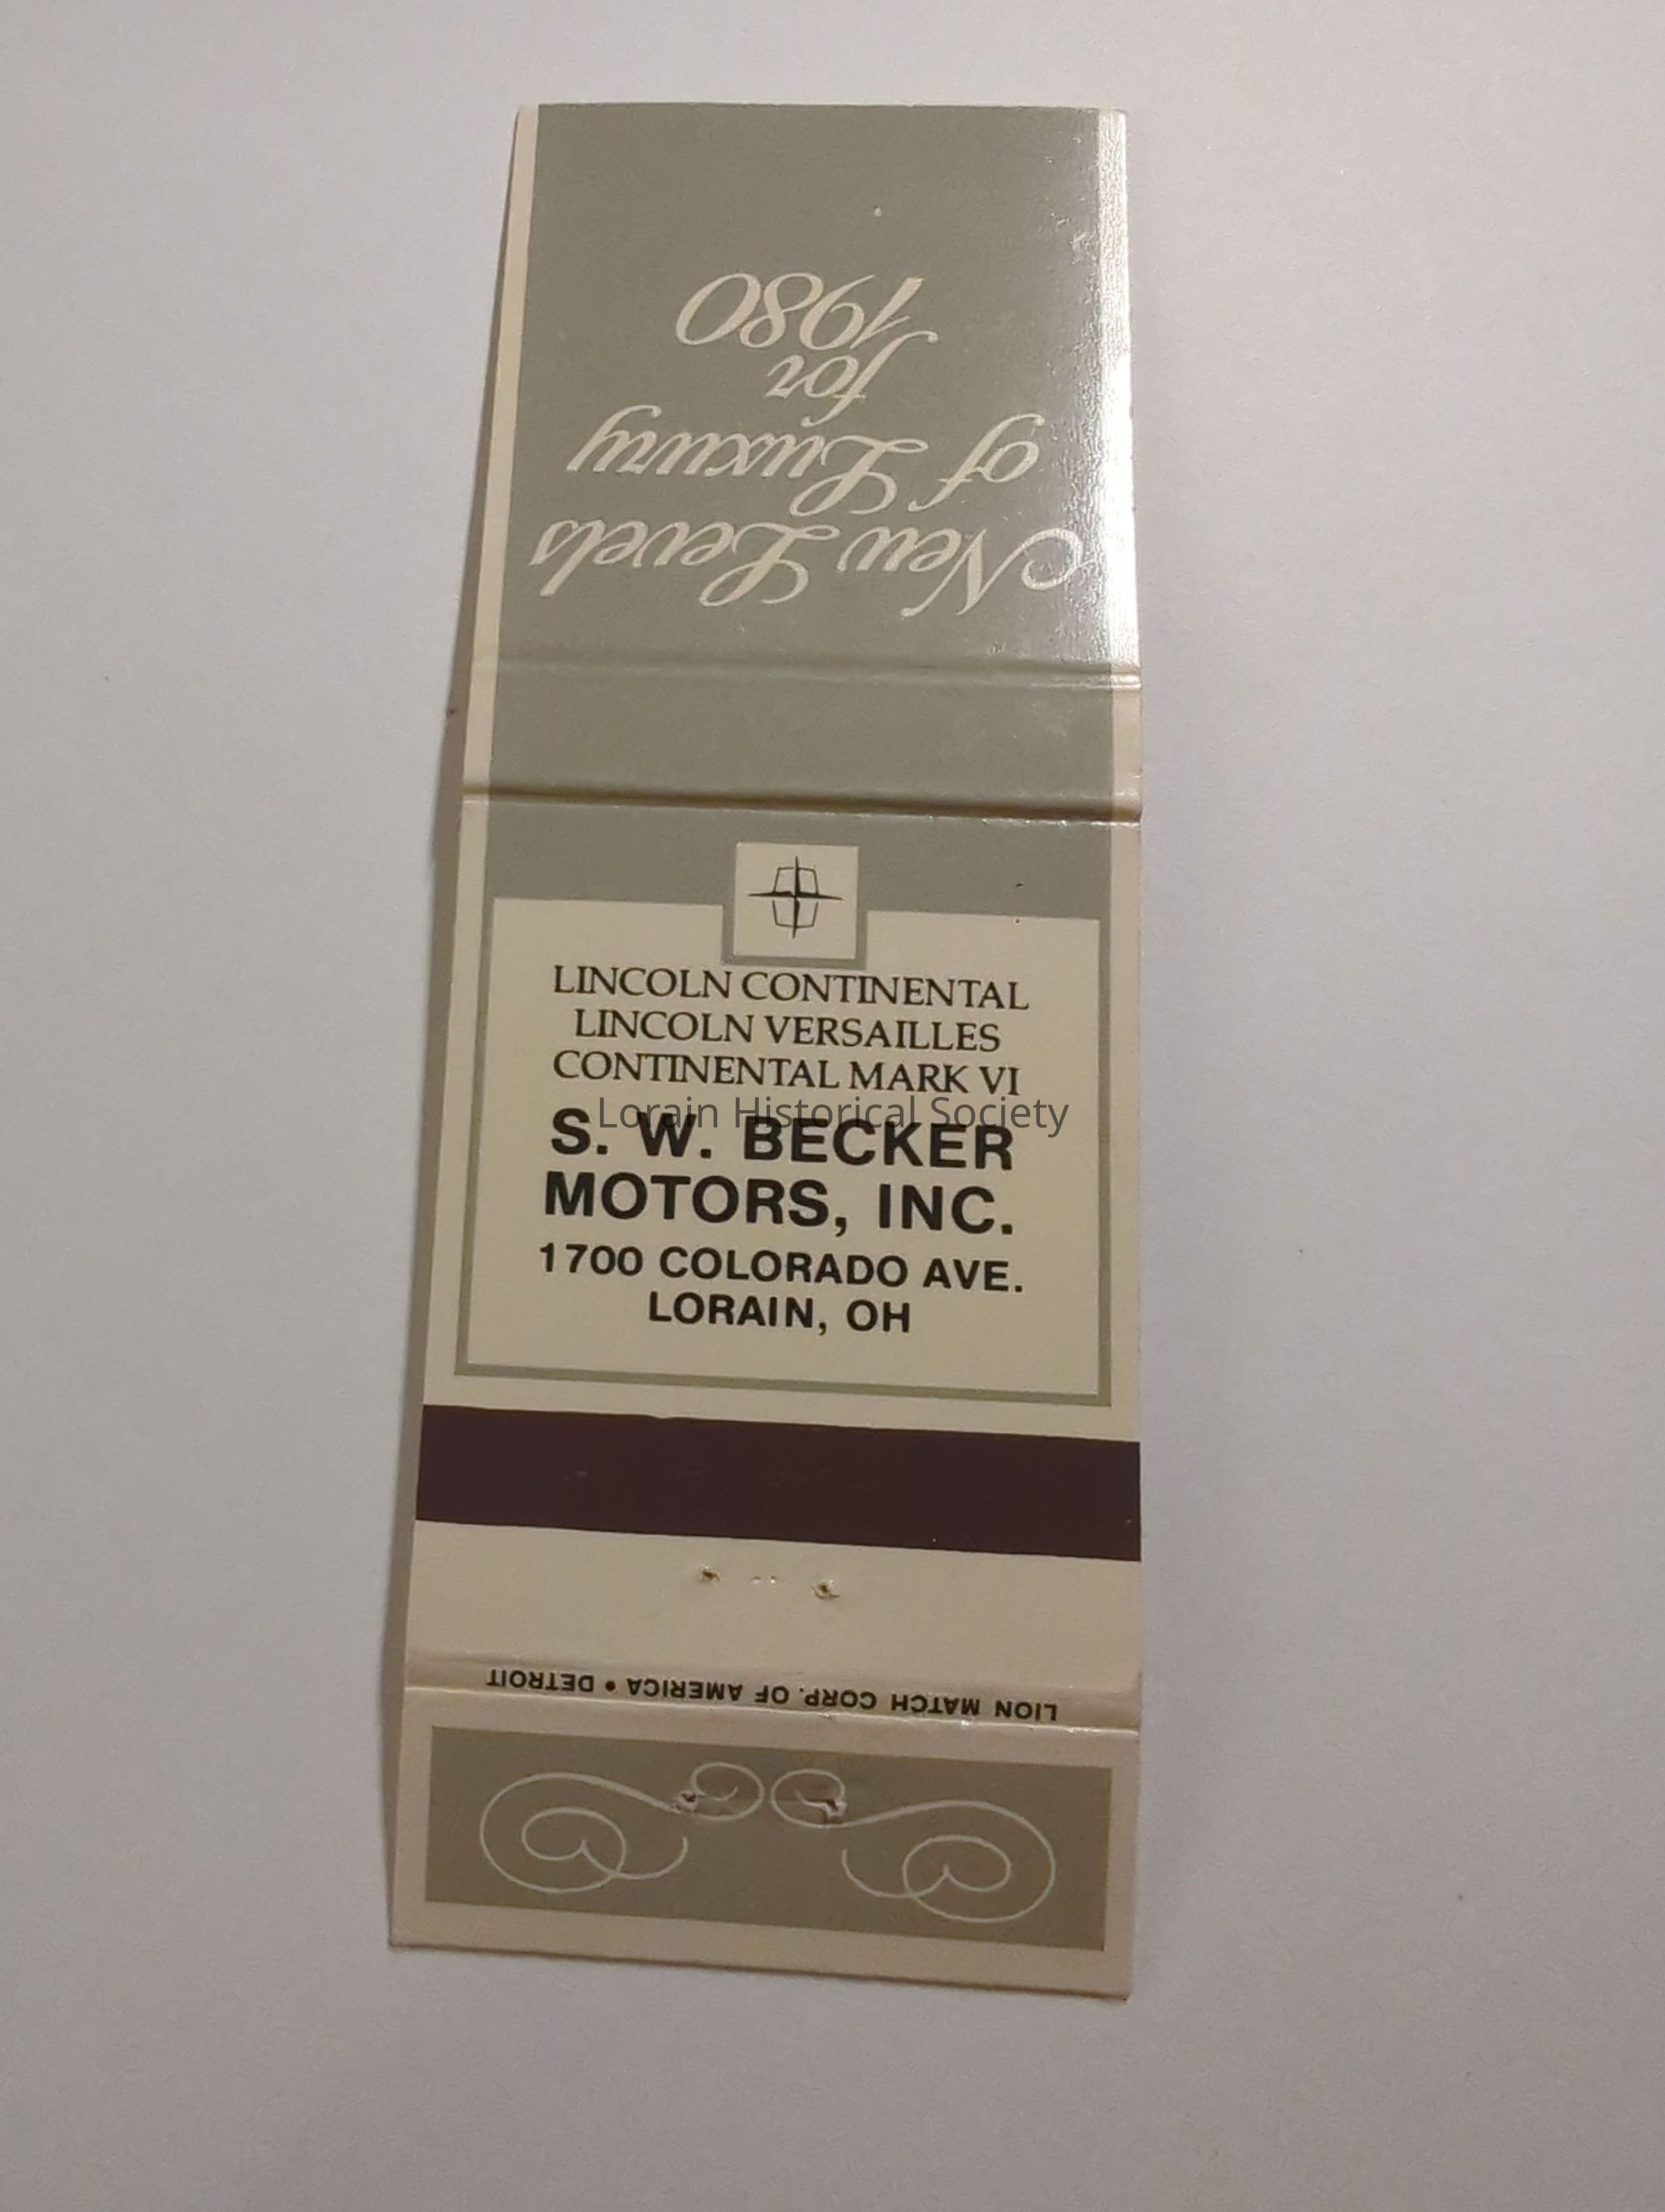 New Levels
of Luxury
for
1980
LINCOLN CONTINENTAL
LINCOLN VERSAILLES
CONTINENTAL MARK VI
Lorain Historical Society
S. W. BECKER
MOTORS, INC.
1700 COLORADO AVE.
LORAIN, OH
LION MATCH CORP. OF AMERICA • DETROIT